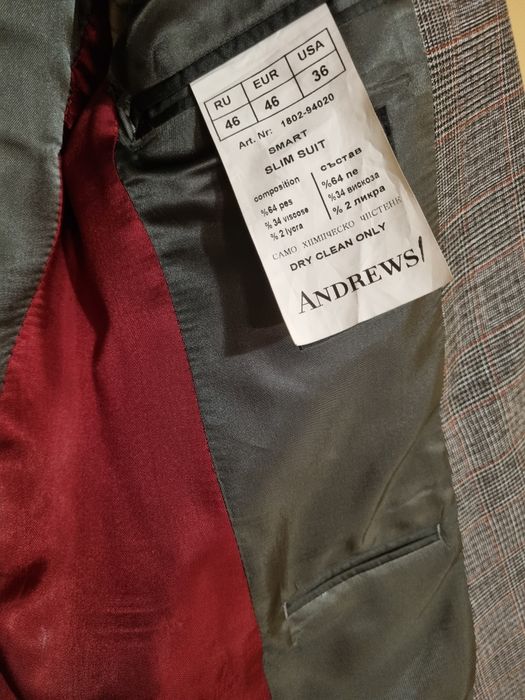 RU EUR USA
46 46 36
Art. Nr: 1802-94020
SMART
SLIM SUIT
composition
%64 pes
%34 viscose
% 2 lycra
състав
%64 пе
%34 вискоза
% 2 ликра
САМО ХИМИЧЕСКО ЧИСТЕНЕ
DRY CLEAN ONLY
ANDREWS/